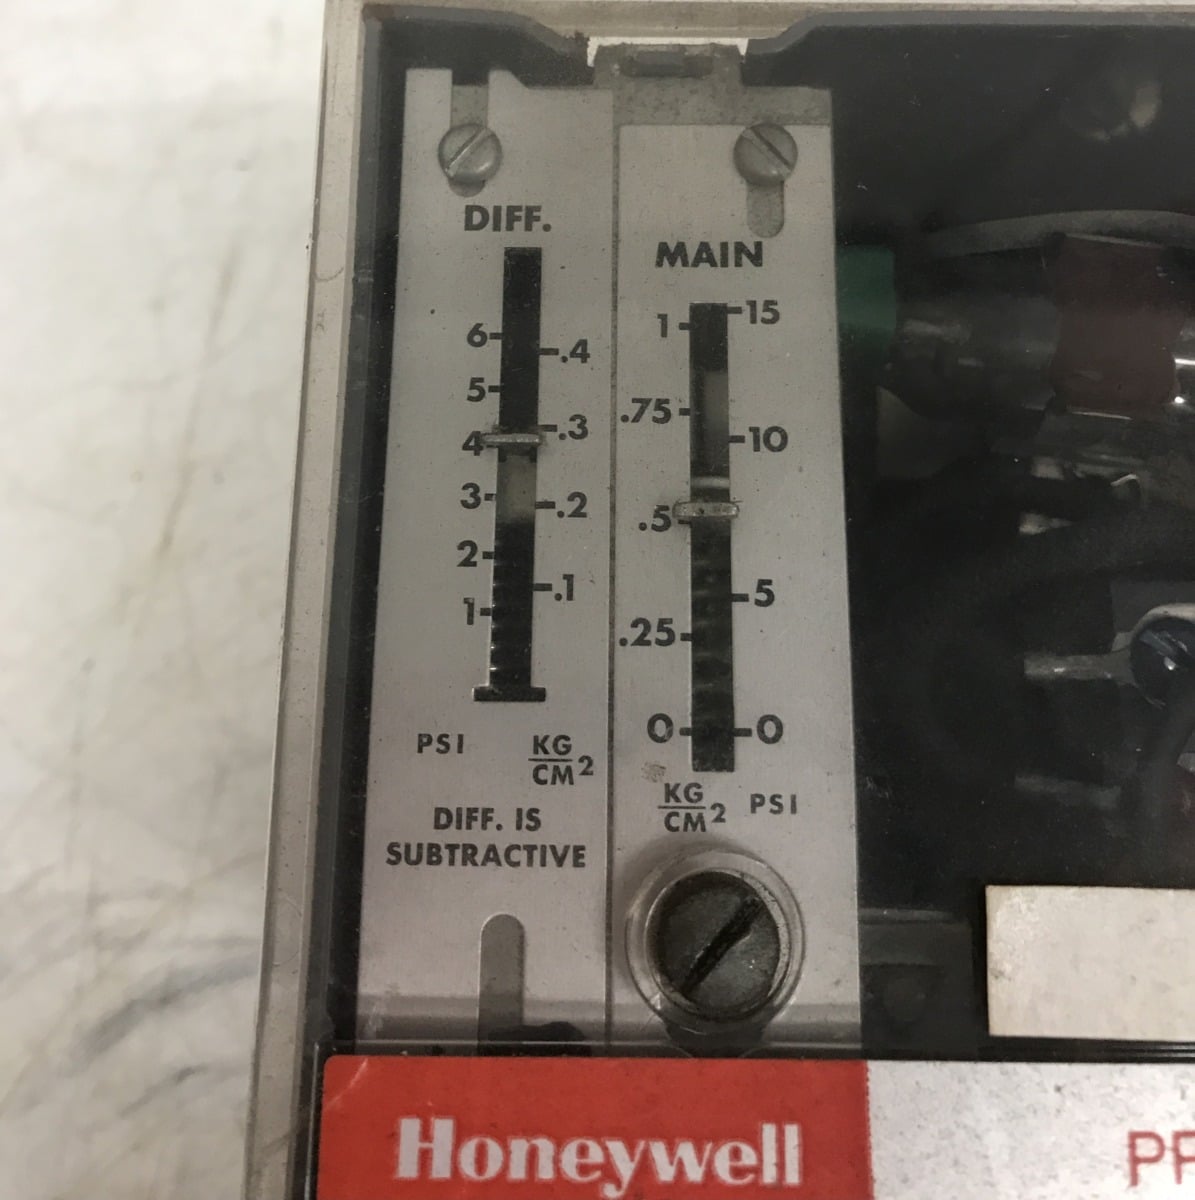 DIFF.
6
.4
5
4
.3
3
.2
2
.1
1
PSI
KG
CM2
DIFF. IS
SUBTRACTIVE
MAIN
1
15
.75
10
.5
5
.25
0
0
KG
CM2
PSI
Honeywell